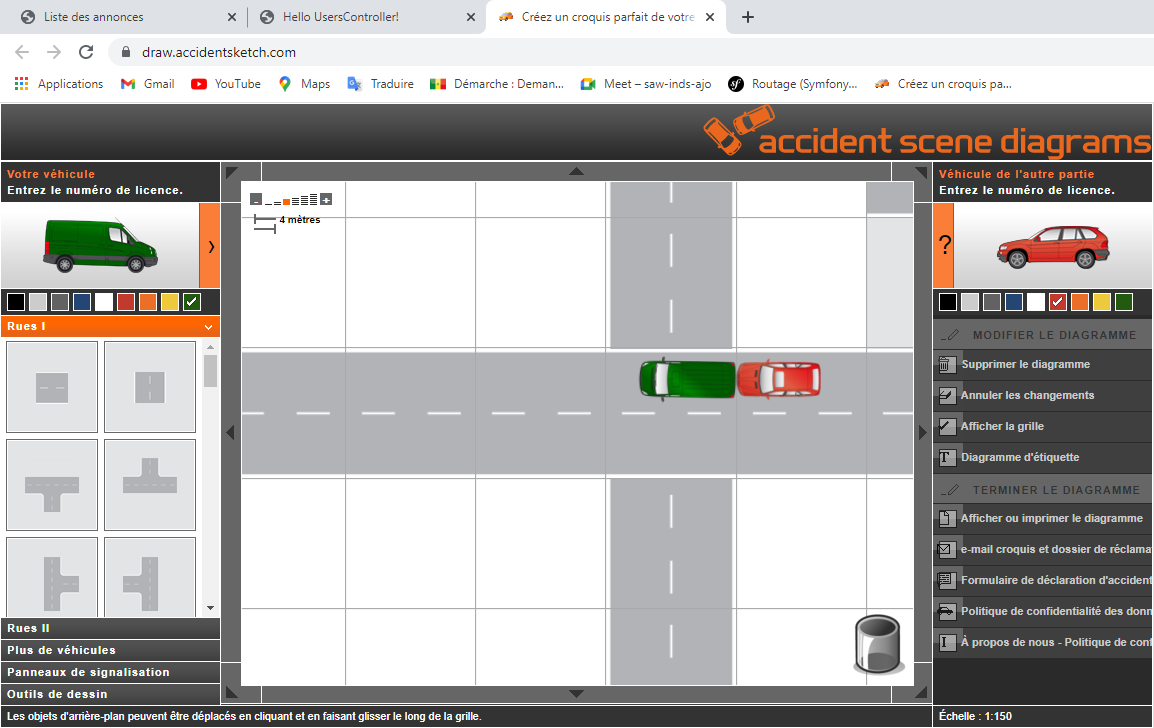 Liste des annonces
Hello UsersController!
Créez un croquis parfait de votre
draw.accidentsketch.com
Applications
Gmail
YouTube
Maps
Traduire
Démarche : Deman...
Meet – saw-inds-ajo
Routage (Symfony...
Créez un croquis pa...
accident scene diagrams
Votre véhicule
Entrez le numéro de licence.
4 mètres
Véhicule de l'autre partie
Entrez le numéro de licence.
?
Rues I
Rues II
Plus de véhicules
Panneaux de signalisation
Outils de dessin
MODIFIER LE DIAGRAMME
Supprimer le diagramme
Annuler les changements
Afficher la grille
T Diagramme d'étiquette
TERMINER LE DIAGRAMME
Afficher ou imprimer le diagramme
e-mail croquis et dossier de réclama
Formulaire de déclaration d'accident
Politique de confidentialité des donn
À propos de nous - Politique de conf
Les objets d'arrière-plan peuvent être déplacés en cliquant et en faisant glisser le long de la grille.
Échelle : 1:150